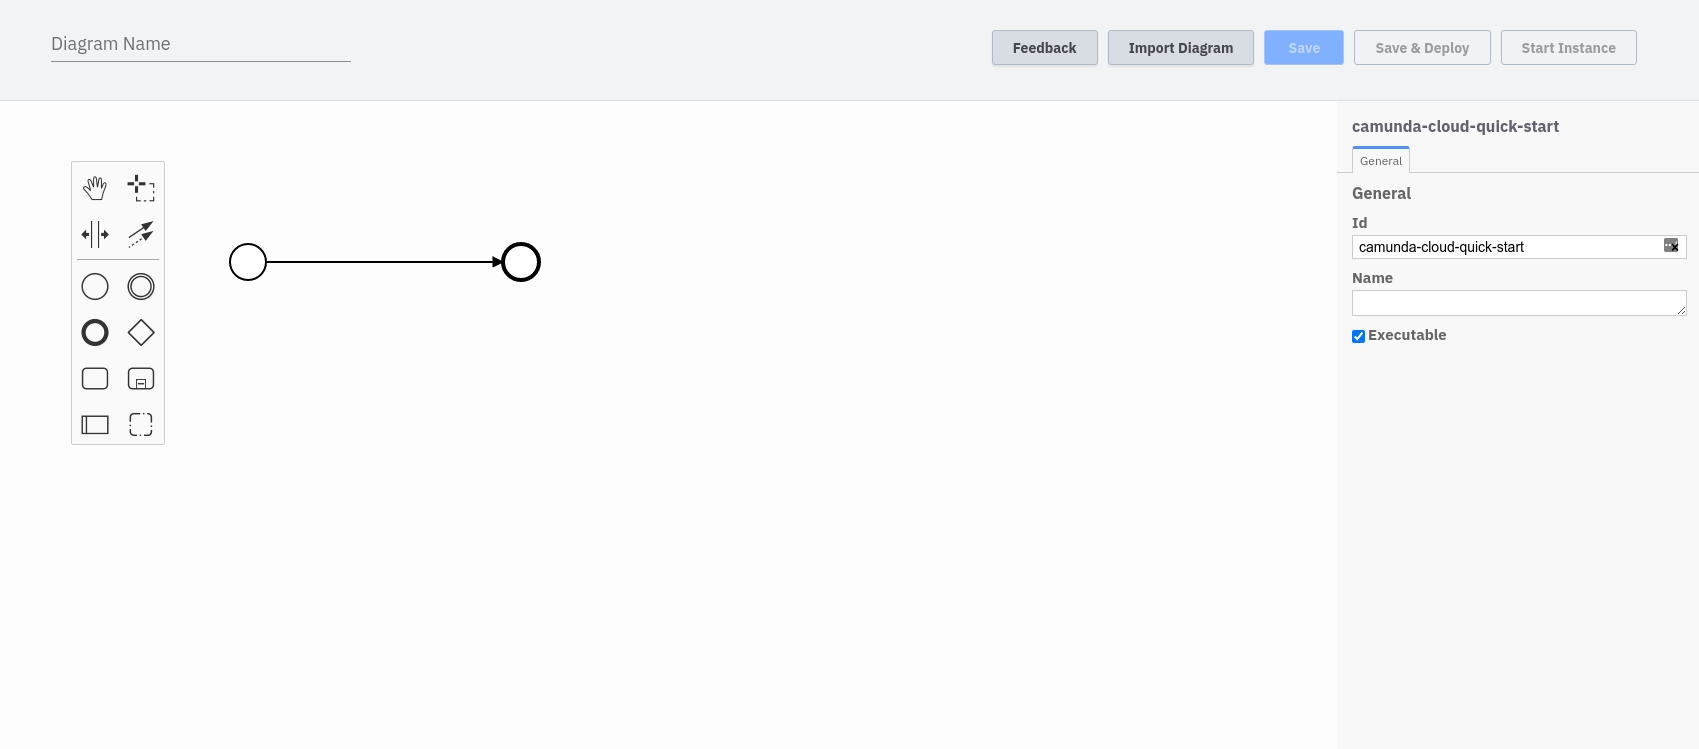 Diagram Name
Feedback
Import Diagram
Save
Save & Deploy
Start Instance
camunda-cloud-quick-start
General
General
Id
camunda-cloud-quick-start
Name
Executable